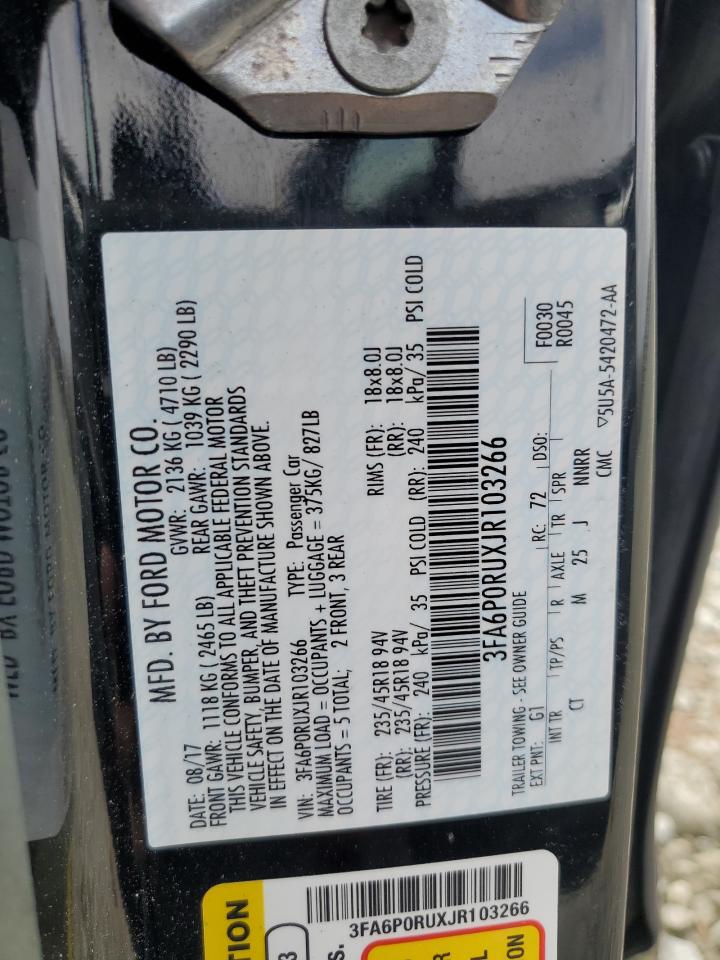 MFD. BY FORD MOTOR CO.
DATE: 08/17 GVWR: 2136 KG ( 4710 LB)
FRONT GAWR: 1118 KG ( 2465 LB) REAR GAWR: 1039 KG ( 2290 LB)
THIS VEHICLE CONFORMS TO ALL APPLICABLE FEDERAL MOTOR
VEHICLE SAFETY, BUMPER, AND THEFT PREVENTION STANDARDS
IN EFFECT ON THE DATE OF MANUFACTURE SHOWN ABOVE.
VIN: 3FA6P0RUXJR103266 TYPE: Passenger Car
MAXIMUM LOAD = OCCUPANTS + LUGGAGE = 375KG/ 827LB
OCCUPANTS = 5 TOTAL; 2 FRONT, 3 REAR
TIRE (FR): 235/45R18 94V RIMS (FR): 18x8.0J
(RR): 235/45R18 94V (RR): 18x8.0J
PRESSURE (FR): 240 kPa/ 35 PSI COLD (RR): 240 kPa/ 35 PSI COLD
3FA6P0RUXJR103266
TRAILER TOWING - SEE OWNER GUIDE F0030
EXT PNT: G1 RC: 72 DSO: R0045
INT TR TP/PS R AXLE TR SPR
CT M 25 J NNRR
CMC ▽5U5A-5420472-AA
3FA6P0RUXJR103266